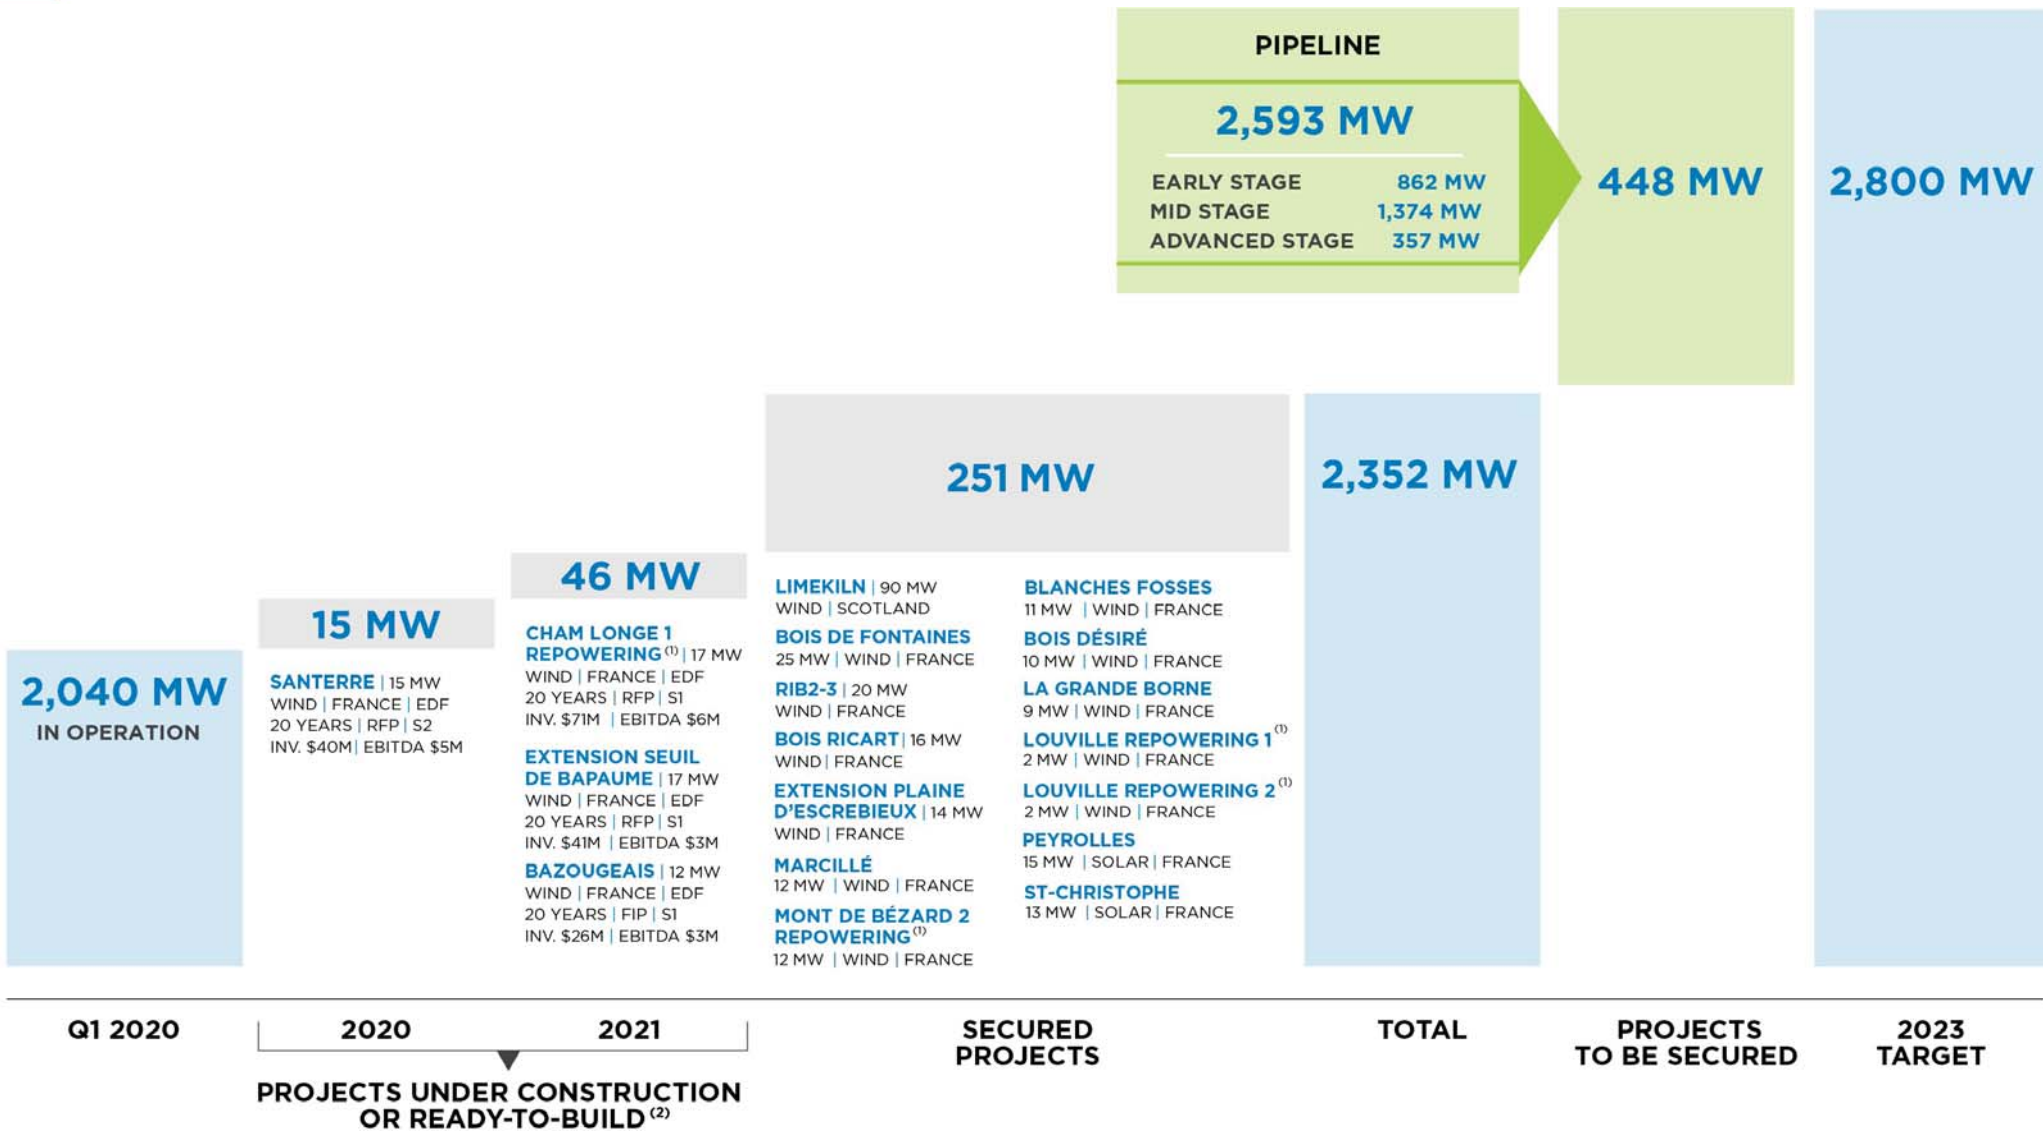 PIPELINE
2,593 MW
EARLY STAGE 862 MW
MID STAGE 1,374 MW
ADVANCED STAGE 357 MW
448 MW
2,800 MW
251 MW
2,352 MW
46 MW
15 MW
2,040 MW
IN OPERATION
SANTERRE | 15 MW
WIND | FRANCE | EDF
20 YEARS | RFP | S2
INV. $40M | EBITDA $5M
CHAM LONGE 1
REPOWERING (1) | 17 MW
WIND | FRANCE | EDF
20 YEARS | RFP | S1
INV. $71M | EBITDA $6M
EXTENSION SEUIL
DE BAPAUME | 17 MW
WIND | FRANCE | EDF
20 YEARS | RFP | S1
INV. $41M | EBITDA $3M
BAZOUGEAIS | 12 MW
WIND | FRANCE | EDF
20 YEARS | FIP | S1
INV. $26M | EBITDA $3M
LIMEKILN | 90 MW
WIND | SCOTLAND
BOIS DE FONTAINES
25 MW | WIND | FRANCE
RIB2-3 | 20 MW
WIND | FRANCE
BOIS RICART | 16 MW
WIND | FRANCE
EXTENSION PLAINE
D'ESCREBIEUX | 14 MW
WIND | FRANCE
MARCILLÉ
12 MW | WIND | FRANCE
MONT DE BÉZARD 2
REPOWERING (1)
12 MW | WIND | FRANCE
BLANCHES FOSSES
11 MW | WIND | FRANCE
BOIS DÉSIRÉ
10 MW | WIND | FRANCE
LA GRANDE BORNE
9 MW | WIND | FRANCE
LOUVILLE REPOWERING 1 (1)
2 MW | WIND | FRANCE
LOUVILLE REPOWERING 2 (1)
2 MW | WIND | FRANCE
PEYROLLES
15 MW | SOLAR | FRANCE
ST-CHRISTOPHE
13 MW | SOLAR | FRANCE
Q1 2020
2020
2021
SECURED
PROJECTS
TOTAL
PROJECTS
TO BE SECURED
2023
TARGET
PROJECTS UNDER CONSTRUCTION
OR READY-TO-BUILD (2)